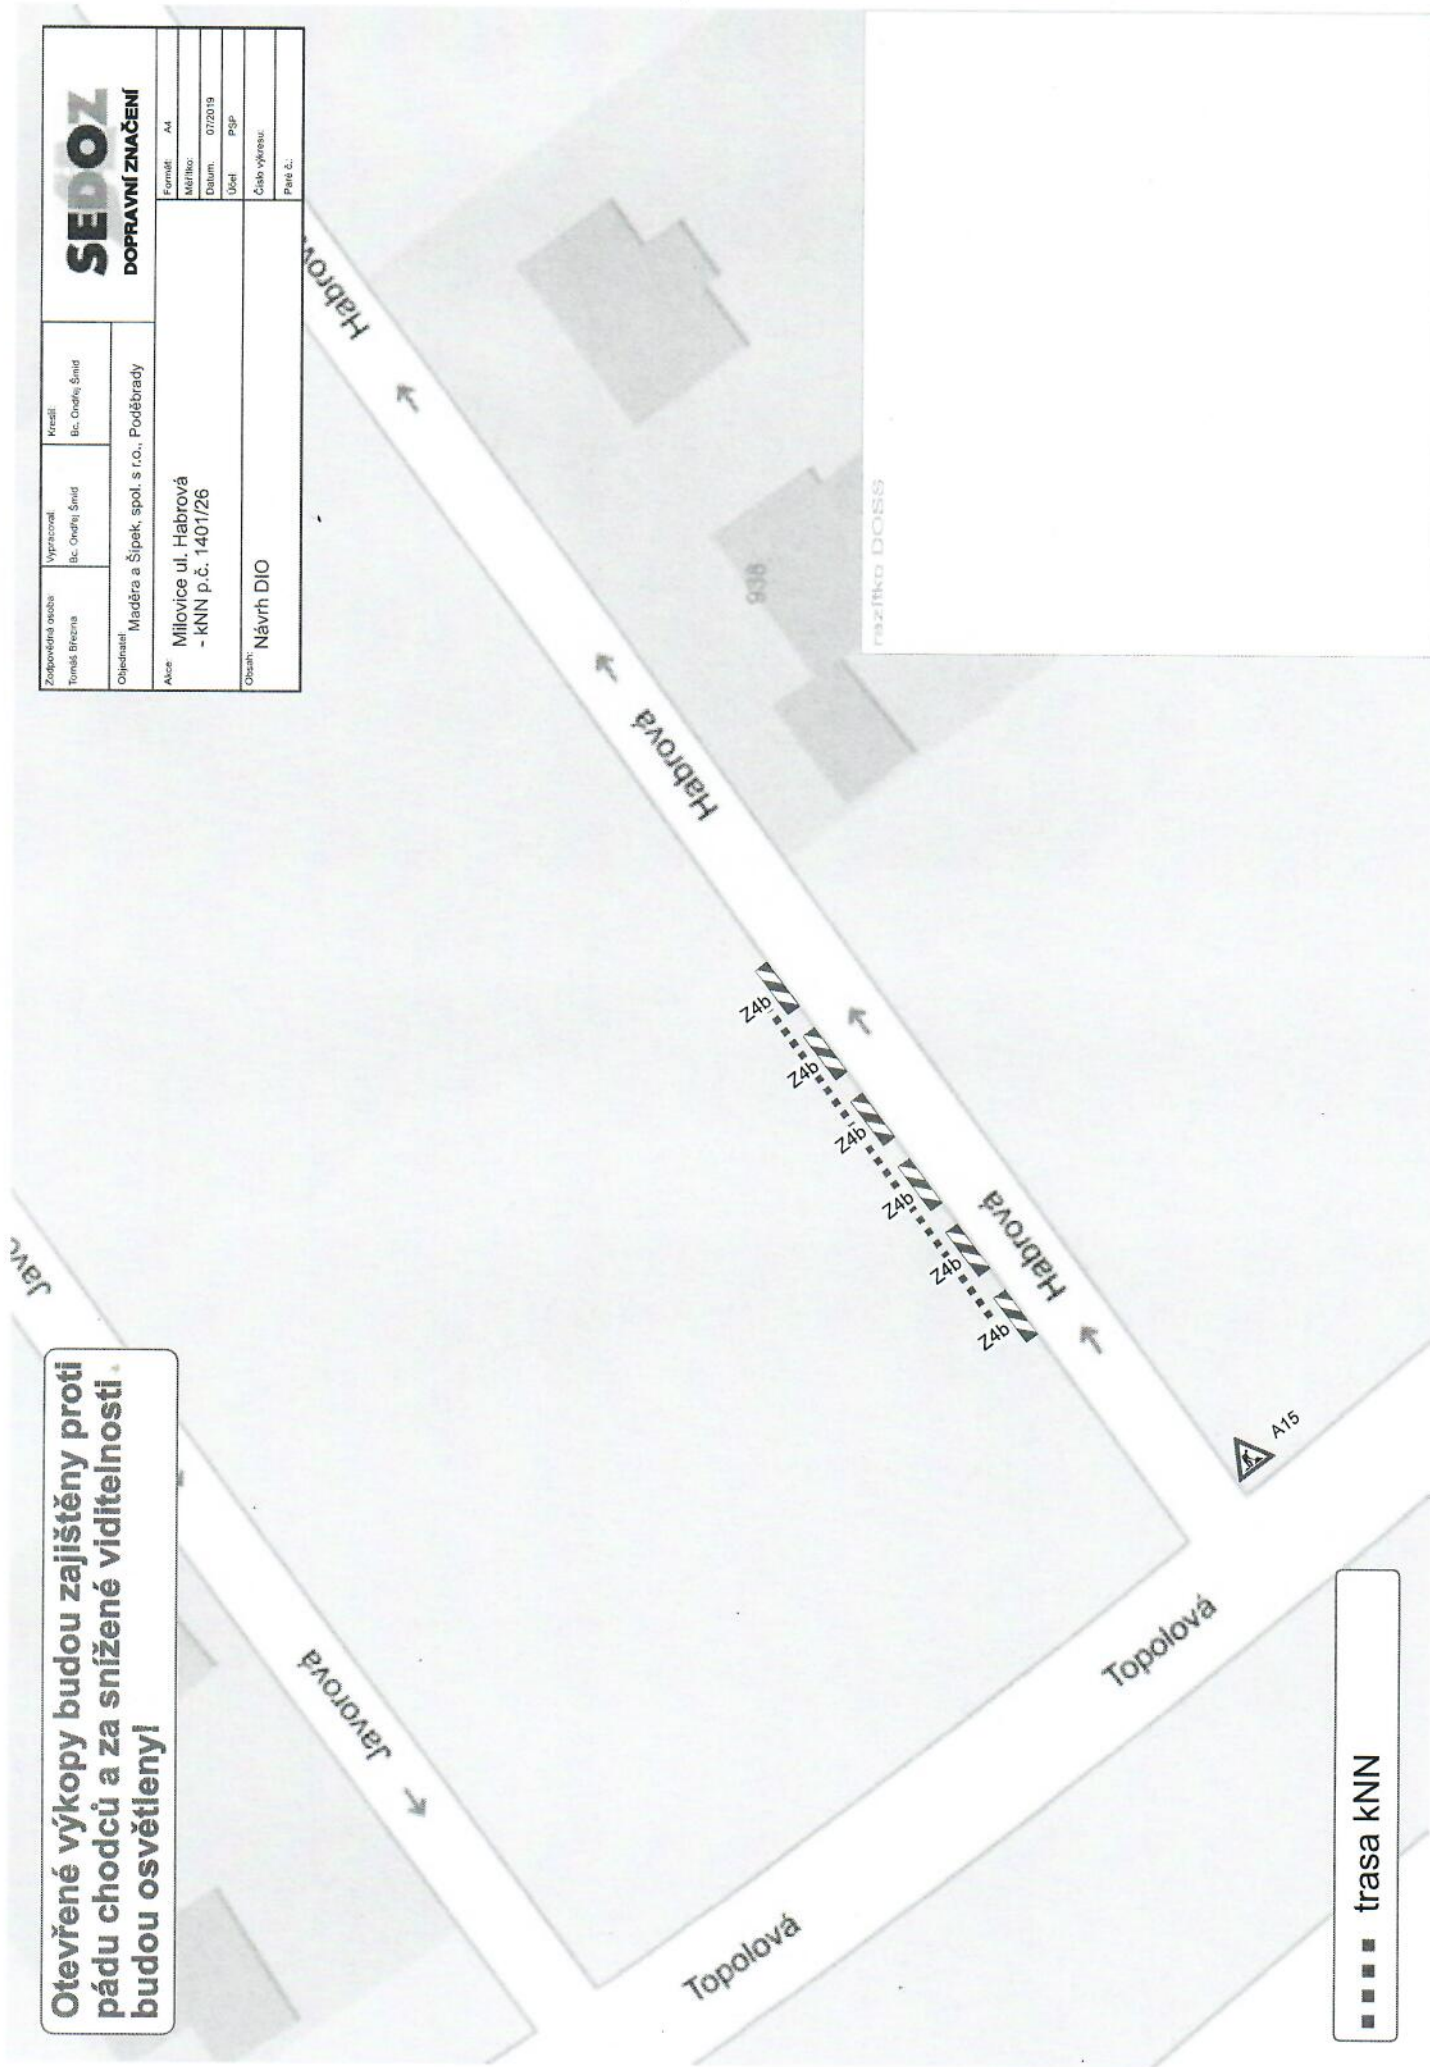 Otevřené výkopy budou zajištěny proti
pádu chodců a za snížené viditelnosti
budou osvětleny!
Zodpovědná osoba
Tomáš Březina
Vypracoval:
Bc. Ondřej Šmíd
Kreslil:
Bc. Ondřej Šmíd
SEDOZ
DOPRAVNÍ ZNAČENÍ
Objednatel:
Maděra a Šípek, spol. s r.o., Poděbrady
Akce:
Milovice ul. Habrová
- kNN p.č. 1401/26
Formát: A4
Měřítko:
Datum: 07/2019
Účel: PSP
Obsah:
Návrh DIO
Číslo výkresu:
Paré č.:
Javorová
Habrová
Habrová
Habrová
938
Z4b
Z4b
Z4b
Z4b
Z4b
Z4b
A15
Topolová
Topolová
razítko DOSS
trasa kNN